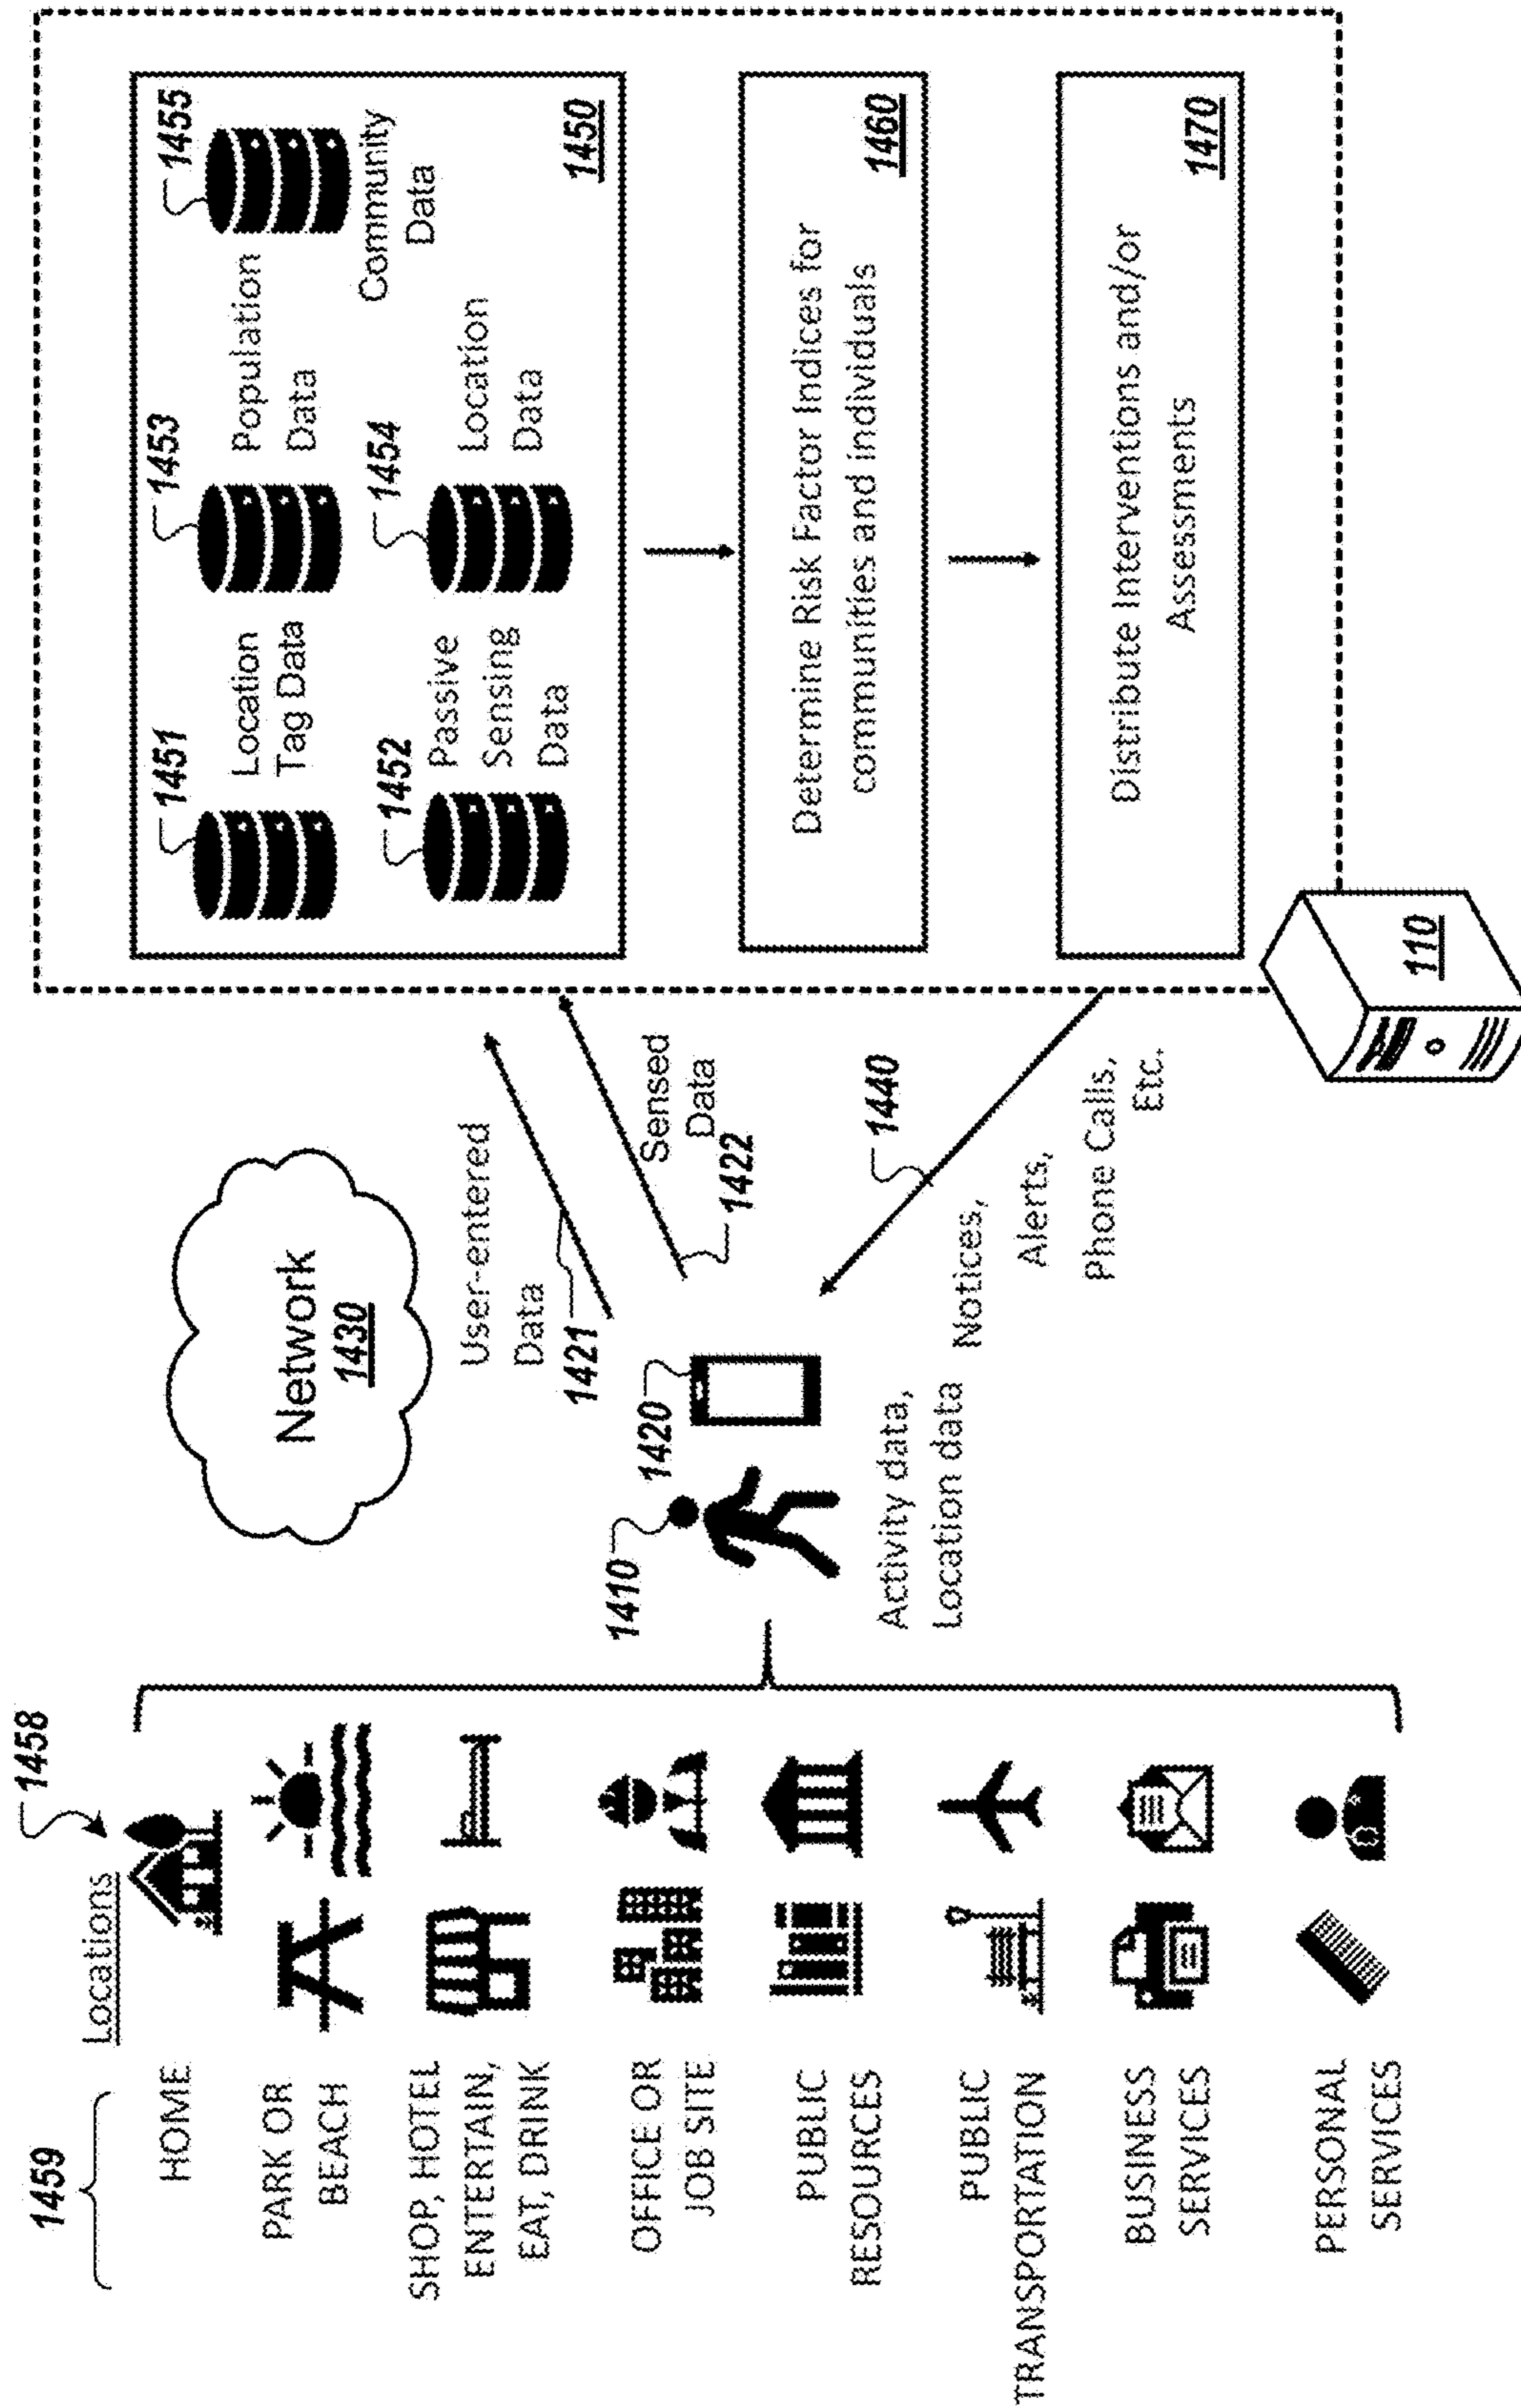 1459
Locations
1458
HOME
PARK OR
BEACH
SHOP, HOTEL
ENTERTAIN,
EAT, DRINK
OFFICE OR
JOB SITE
PUBLIC
RESOURCES
PUBLIC
TRANSPORTATION
BUSINESS
SERVICES
PERSONAL
SERVICES
Network
1430
1410
1420
Activity data,
Location data
User-entered
Data
1421
Sensed
Data
1422
1440
Notices,
Alerts,
Phone Calls,
Etc.
1451
Location
Tag Data
1453
Population
Data
1455
Community
Data
1452
Passive
Sensing
Data
1454
Location
Data
1450
Determine Risk Factor Indices for
communities and individuals
1460
Distribute Interventions and/or
Assessments
1470
110